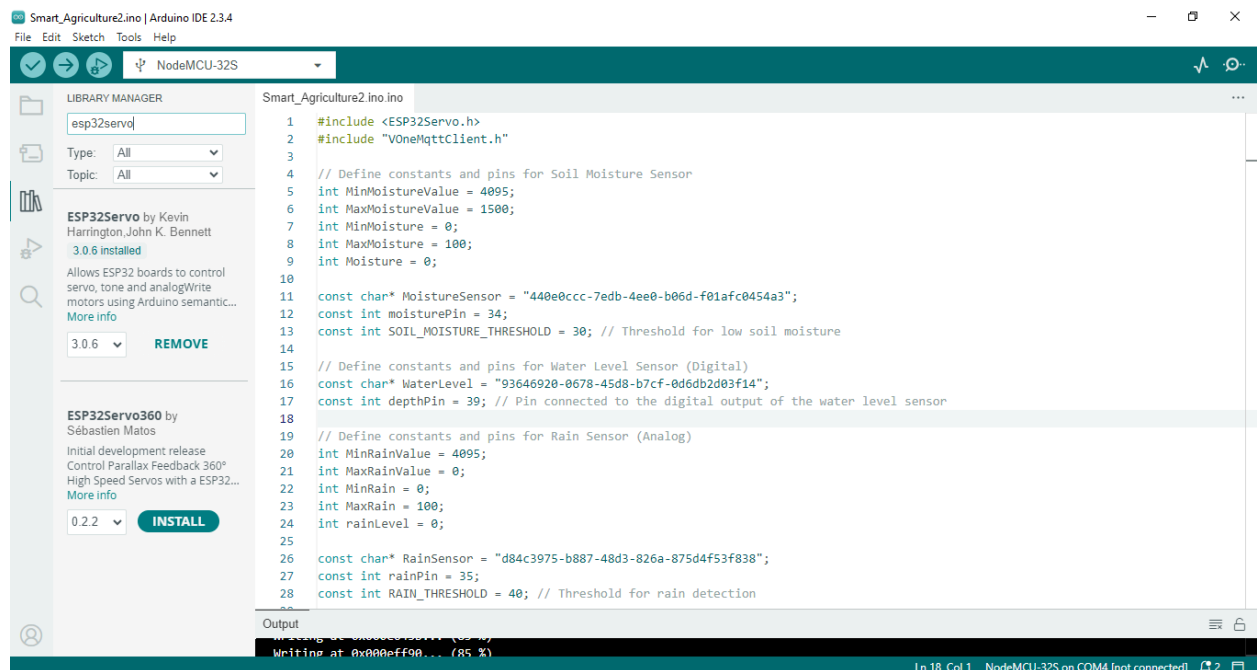 Smart_Agriculture2.ino | Arduino IDE 2.3.4
File Edit Sketch Tools Help
NodeMCU-32S
LIBRARY MANAGER
esp32servo
Type: All
Topic: All
ESP32Servo by Kevin
Harrington,John K. Bennett
3.0.6 installed
Allows ESP32 boards to control
servo, tone and analogWrite
motors using Arduino semantic...
More info
3.0.6 REMOVE
ESP32Servo360 by
Sébastien Matos
Initial development release
Control Parallax Feedback 360°
High Speed Servos with a ESP32...
More info
0.2.2 INSTALL
Smart_Agriculture2.ino.ino
1 #include <ESP32Servo.h>
2 #include "VOneMqttClient.h"
3
4 // Define constants and pins for Soil Moisture Sensor
5 int MinMoistureValue = 4095;
6 int MaxMoistureValue = 1500;
7 int MinMoisture = 0;
8 int MaxMoisture = 100;
9 int Moisture = 0;
10
11 const char* MoistureSensor = "440e0ccc-7edb-4ee0-b06d-f01afc0454a3";
12 const int moisturePin = 34;
13 const int SOIL_MOISTURE_THRESHOLD = 30; // Threshold for low soil moisture
14
15 // Define constants and pins for Water Level Sensor (Digital)
16 const char* WaterLevel = "93646920-0678-45d8-b7cf-0d6db2d03f14";
17 const int depthPin = 39; // Pin connected to the digital output of the water level sensor
18
19 // Define constants and pins for Rain Sensor (Analog)
20 int MinRainValue = 4095;
21 int MaxRainValue = 0;
22 int MinRain = 0;
23 int MaxRain = 100;
24 int rainLevel = 0;
25
26 const char* RainSensor = "d84c3975-b887-48d3-826a-875d4f53f838";
27 const int rainPin = 35;
28 const int RAIN_THRESHOLD = 40; // Threshold for rain detection
Output
Writing at 0x000eff90... (85 %)
Ln 18, Col 1 NodeMCU-32S on COM4 [not connected] 2